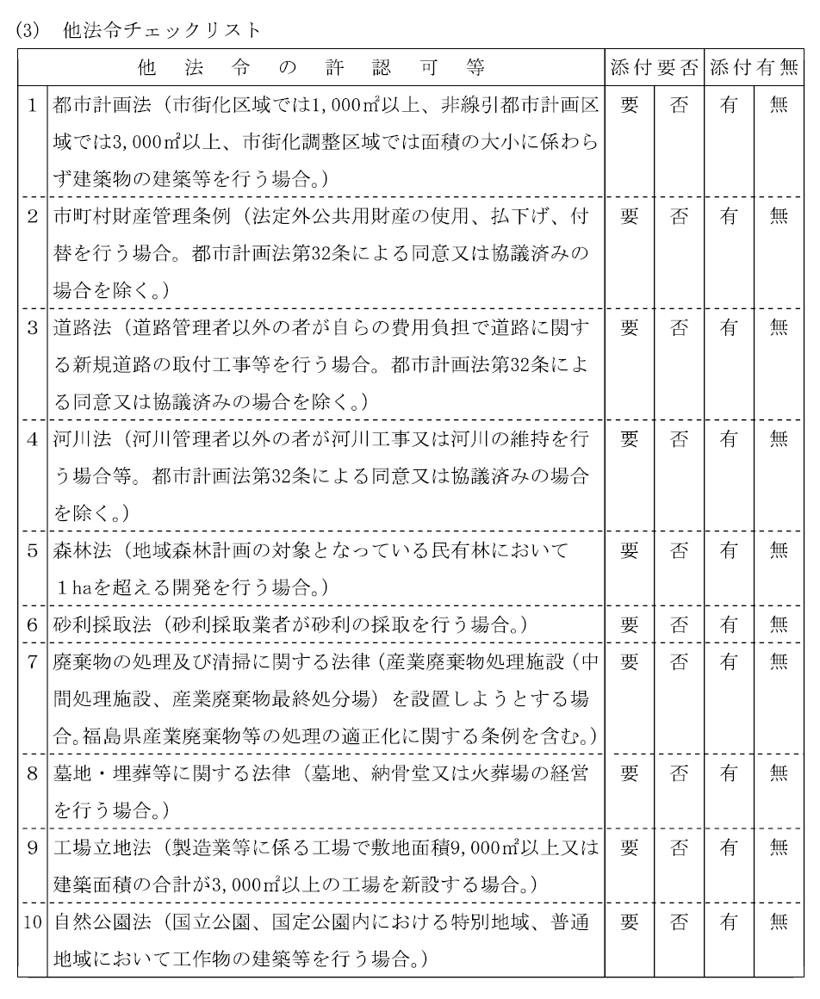 (3)　他法令チェックリスト
他法令の許認可等　添付要否　添付有無
1　都市計画法（市街化区域では1,000㎡以上、非線引都市計画区　要　否　有　無
域では3,000㎡以上、市街化調整区域では面積の大小に係わら
ず建築物の建築等を行う場合。）
2　市町村財産管理条例（法定外公共用財産の使用、払下げ、付　要　否　有　無
替を行う場合。都市計画法第32条による同意又は協議済みの
場合を除く。）
3　道路法（道路管理者以外の者が自らの費用負担で道路に関す　要　否　有　無
る新規道路の取付工事等を行う場合。都市計画法第32条によ
る同意又は協議済みの場合を除く。）
4　河川法（河川管理者以外の者が河川工事又は河川の維持を行　要　否　有　無
う場合等。都市計画法第32条による同意又は協議済みの場合
を除く。）
5　森林法（地域森林計画の対象となっている民有林において　要　否　有　無
１haを超える開発を行う場合。）
6　砂利採取法（砂利採取業者が砂利の採取を行う場合。）　要　否　有　無
7　廃棄物の処理及び清掃に関する法律（産業廃棄物処理施設（中　要　否　有　無
間処理施設、産業廃棄物最終処分場）を設置しようとする場
合。福島県産業廃棄物等の処理の適正化に関する条例を含む。）
8　墓地・埋葬等に関する法律（墓地、納骨堂又は火葬場の経営　要　否　有　無
を行う場合。）
9　工場立地法（製造業等に係る工場で敷地面積9,000㎡以上又は　要　否　有　無
建築面積の合計が3,000㎡以上の工場を新設する場合。）
10　自然公園法（国立公園、国定公園内における特別地域、普通　要　否　有　無
地域において工作物の建築等を行う場合。）